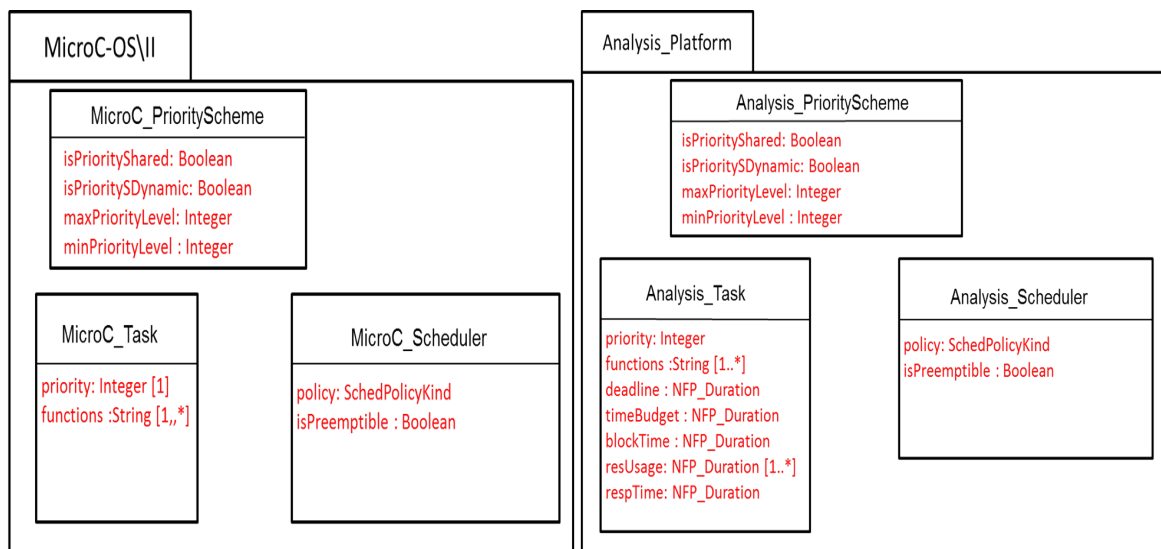 MicroC-OS\II
MicroC_PriorityScheme
isPriorityShared: Boolean
isPrioritySDynamic: Boolean
maxPriorityLevel: Integer
minPriorityLevel : Integer
MicroC_Task
priority: Integer [1]
functions :String [1,,*]
MicroC_Scheduler
policy: SchedPolicyKind
isPreemptible : Boolean
Analysis_Platform
Analysis_PriorityScheme
isPriorityShared: Boolean
isPrioritySDynamic: Boolean
maxPriorityLevel: Integer
minPriorityLevel : Integer
Analysis_Task
priority: Integer
functions :String [1..*]
deadline : NFP_Duration
timeBudget : NFP_Duration
blockTime : NFP_Duration
resUsage: NFP_Duration [1..*]
respTime: NFP_Duration
Analysis_Scheduler
policy: SchedPolicyKind
isPreemptible : Boolean